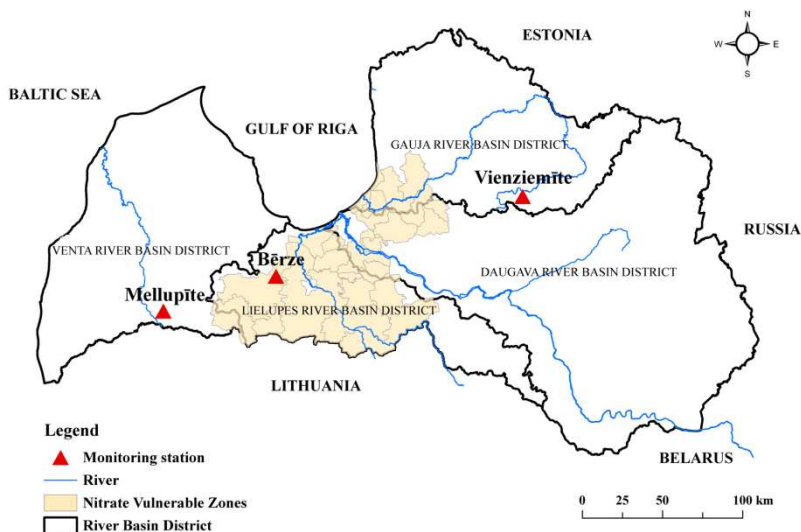 N
W E
S
ESTONIA
BALTIC SEA
GULF OF RIGA
GAUJA RIVER BASIN DISTRICT
Vienziemīte
RUSSIA
VENTA RIVER BASIN DISTRICT
Bērze
DAUGAVA RIVER BASIN DISTRICT
Mellupīte
LIELUPES RIVER BASIN DISTRICT
LITHUANIA
BELARUS
Legend
Monitoring station
River
Nitrate Vulnerable Zones
River Basin District
0 25 50 100 km